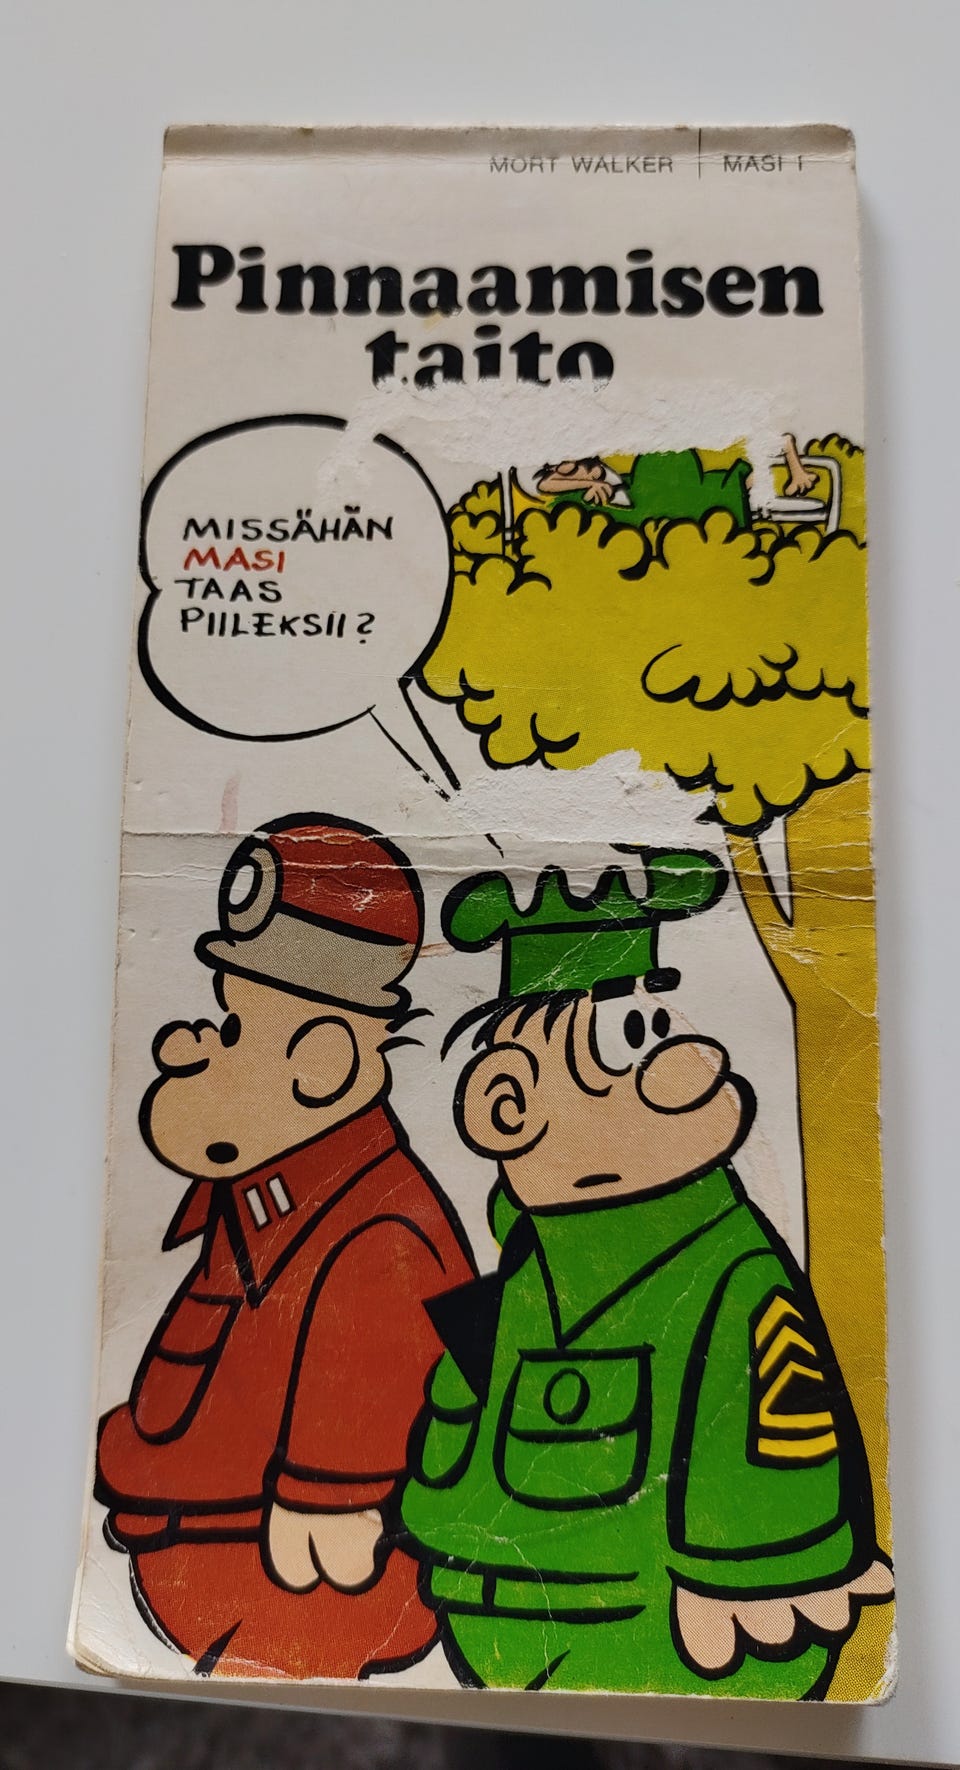 MORT WALKER | MASI 1
Pinnaamisen
taito
MISSÄHÄN
MASI
TAAS
PIILEKSII?